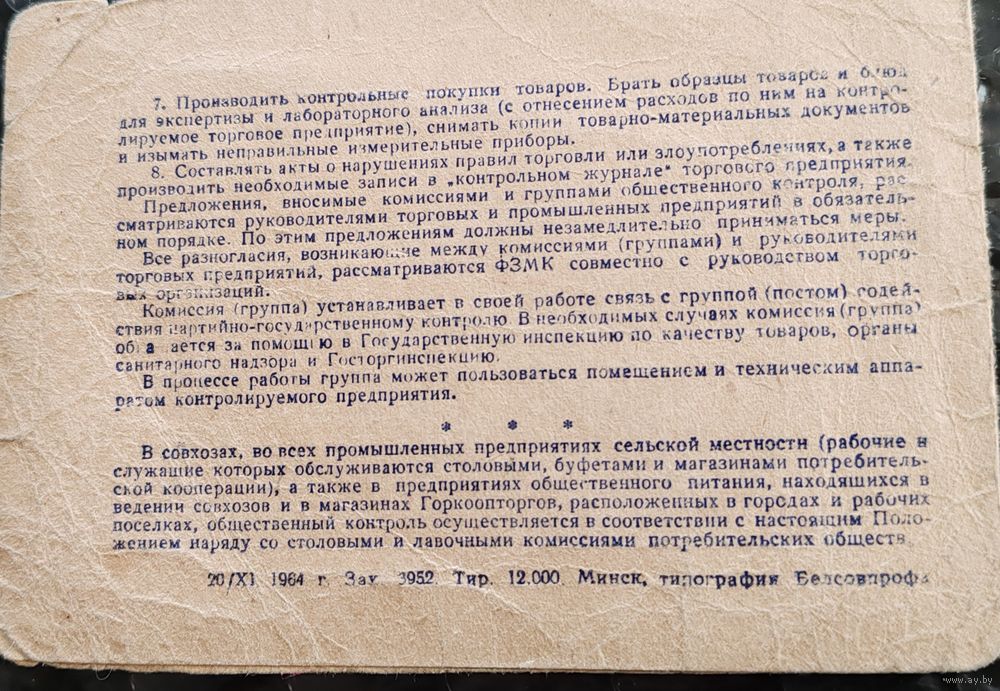 7. Производить контрольные покупки товаров. Брать образцы товаров и блюд
для экспертизы и лабораторного анализа (с отнесением расходов по ним на контро-
лируемое торговое предприятие), снимать копии товарно-материальных документов
и изымать неправильные измерительные приборы.
8. Составлять акты о нарушениях правил торговли или злоупотреблениях, а также
производить необходимые записи в „контрольном журнале" торгового предприятия.
Предложения, вносимые комиссиями и группами общественного контроля, рас-
сматриваются руководителями торговых и промышленных предприятий в обязатель-
ном порядке. По этим предложениям должны незамедлительно приниматься меры.
Все разногласия, возникающие между комиссиями (группами) и руководителями
торговых предприятий, рассматриваются ФЗМК совместно с руководством торго-
вых организаций.
Комиссия (группа) устанавливает в своей работе связь с группой (постом) содей-
ствия партийно-государственному контролю. В необходимых случаях комиссия (группа)
обращается за помощью в Государственную инспекцию по качеству товаров, органы
санитарного надзора и Госторгинспекцию.
В процессе работы группа может пользоваться помещением и техническим аппа-
ратом контролируемого предприятия.
* * *
В совхозах, во всех промышленных предприятиях сельской местности (рабочие и
служащие которых обслуживаются столовыми, буфетами и магазинами потребитель-
ской кооперации), а также в предприятиях общественного питания, находящихся в
ведении совхозов и в магазинах Горкоопторгов, расположенных в городах и рабочих
поселках, общественный контроль осуществляется в соответствии с настоящим Поло-
жением наряду со столовыми и лавочными комиссиями потребительских обществ.
20/XI 1964 г. Зак. 3952. Тир. 12.000. Минск, типография Белсовпрофа
www.ay.by